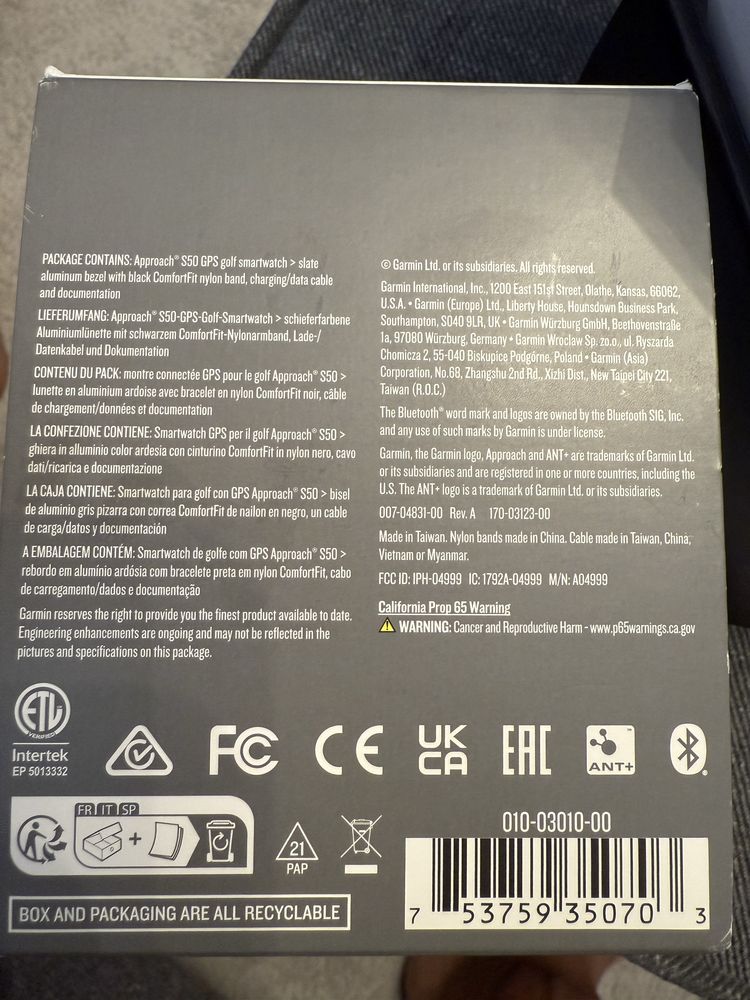 PACKAGE CONTAINS: Approach® S50 GPS golf smartwatch > slate
aluminum bezel with black ComfortFit nylon band, charging/data cable
and documentation
LIEFERUMFANG: Approach® S50-GPS-Golf-Smartwatch > schieferfarbene
Aluminiumlünette mit schwarzem ComfortFit-Nylonarmband, Lade-/
Datenkabel und Dokumentation
CONTENU DU PACK: montre connectée GPS pour le golf Approach® S50 >
lunette en aluminium ardoise avec bracelet en nylon ComfortFit noir, câble
de chargement/données et documentation
LA CONFEZIONE CONTIENE: Smartwatch GPS per il golf Approach® S50 >
ghiera in alluminio color ardesia con cinturino ComfortFit in nylon nero, cavo
dati/ricarica e documentazione
LA CAJA CONTIENE: Smartwatch para golf con GPS Approach® S50 > bisel
de aluminio gris pizarra con correa ComfortFit de nailon en negro, un cable
de carga/datos y documentación
A EMBALAGEM CONTÉM: Smartwatch de golfe com GPS Approach® S50 >
rebordo em alumínio ardósia com bracelete preta em nylon ComfortFit, cabo
de carregamento/dados e documentação
Garmin reserves the right to provide you the finest product available to date.
Engineering enhancements are ongoing and may not be reflected in the
pictures and specifications on this package.
© Garmin Ltd. or its subsidiaries. All rights reserved.
Garmin International, Inc., 1200 East 151st Street, Olathe, Kansas, 66062,
U.S.A. • Garmin (Europe) Ltd., Liberty House, Hounsdown Business Park,
Southampton, SO40 9LR, UK • Garmin Würzburg GmbH, Beethovenstraße
1a, 97080 Würzburg, Germany • Garmin Wroclaw Sp. zo.o., ul. Ryszarda
Chomicza 2, 55-040 Biskupice Podgórne, Poland • Garmin (Asia)
Corporation, No.68, Zhangshu 2nd Rd., Xizhi Dist., New Taipei City 221,
Taiwan (R.O.C.)
The Bluetooth® word mark and logos are owned by the Bluetooth SIG, Inc.
and any use of such marks by Garmin is under license.
Garmin, the Garmin logo, Approach and ANT+ are trademarks of Garmin Ltd.
or its subsidiaries and are registered in one or more countries, including the
U.S. The ANT+ logo is a trademark of Garmin Ltd. or its subsidiaries.
007-04831-00 Rev. A 170-03123-00
Made in Taiwan. Nylon bands made in China. Cable made in Taiwan, China,
Vietnam or Myanmar.
FCC ID: IPH-04999 IC: 1792A-04999 M/N: A04999
California Prop 65 Warning
WARNING: Cancer and Reproductive Harm - www.p65warnings.ca.gov
ETL
VERIFIED
Intertek
EP 5013332
FC
CE
UK
CA
EAC
ANT+
FR IT SP
+
21
PAP
BOX AND PACKAGING ARE ALL RECYCLABLE
010-03010-00
7 53759 35070 3